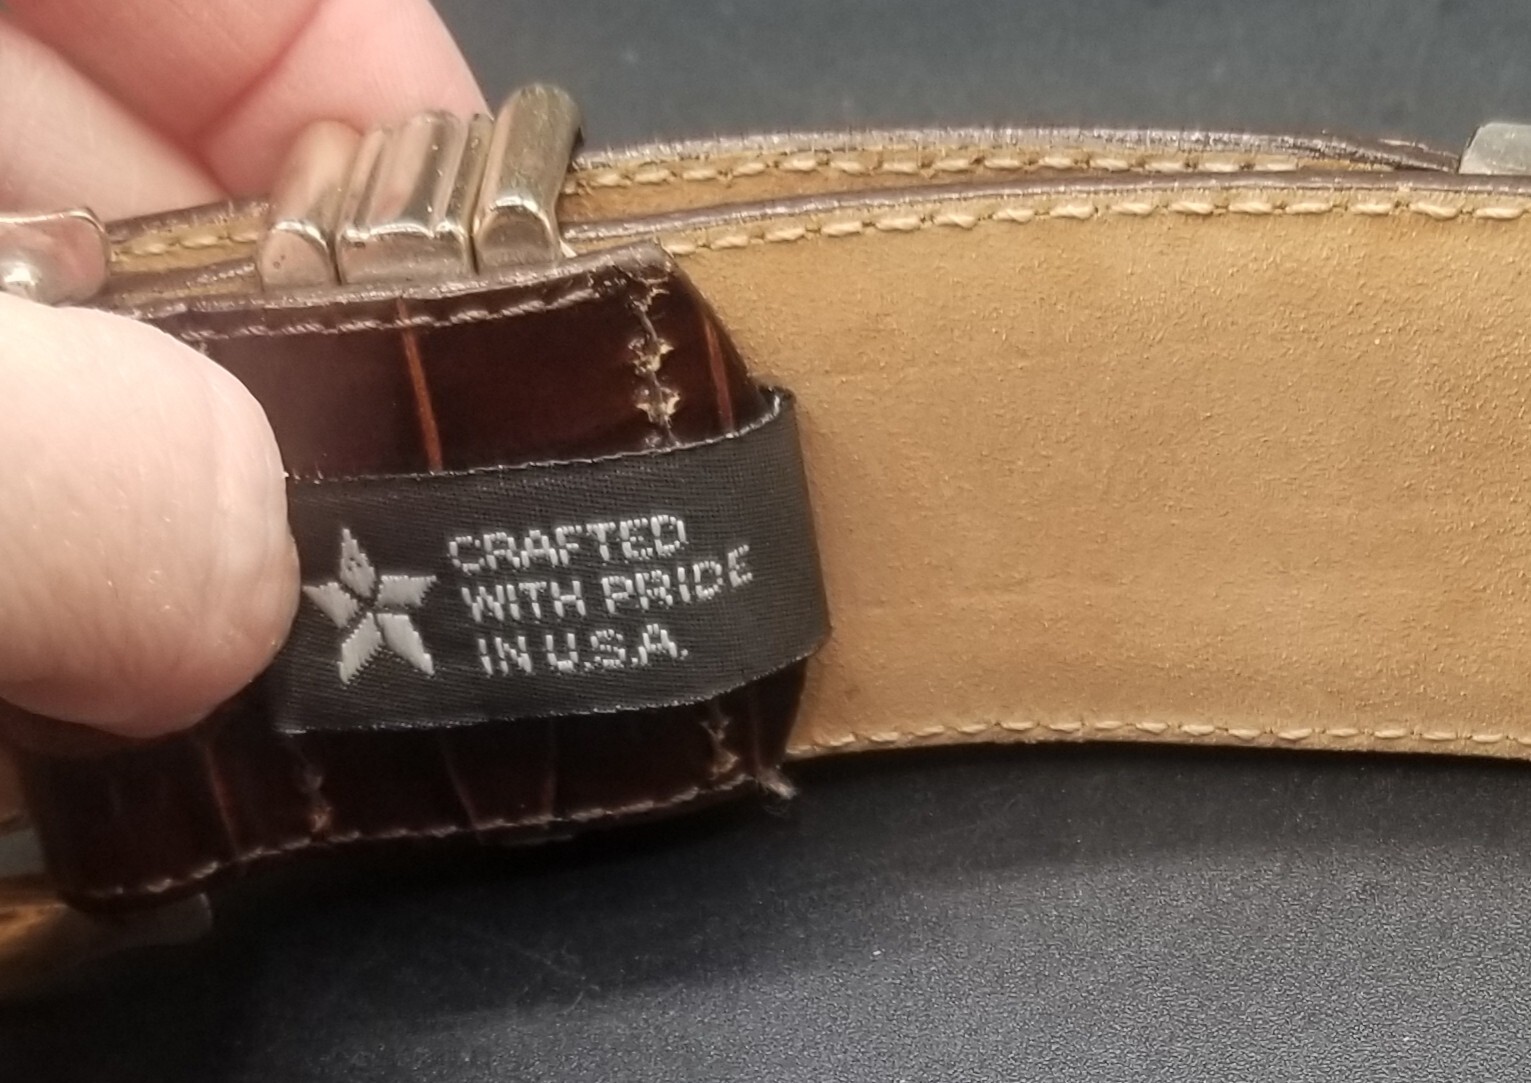 CRAFTED
WITH PRIDE
IN U.S.A.